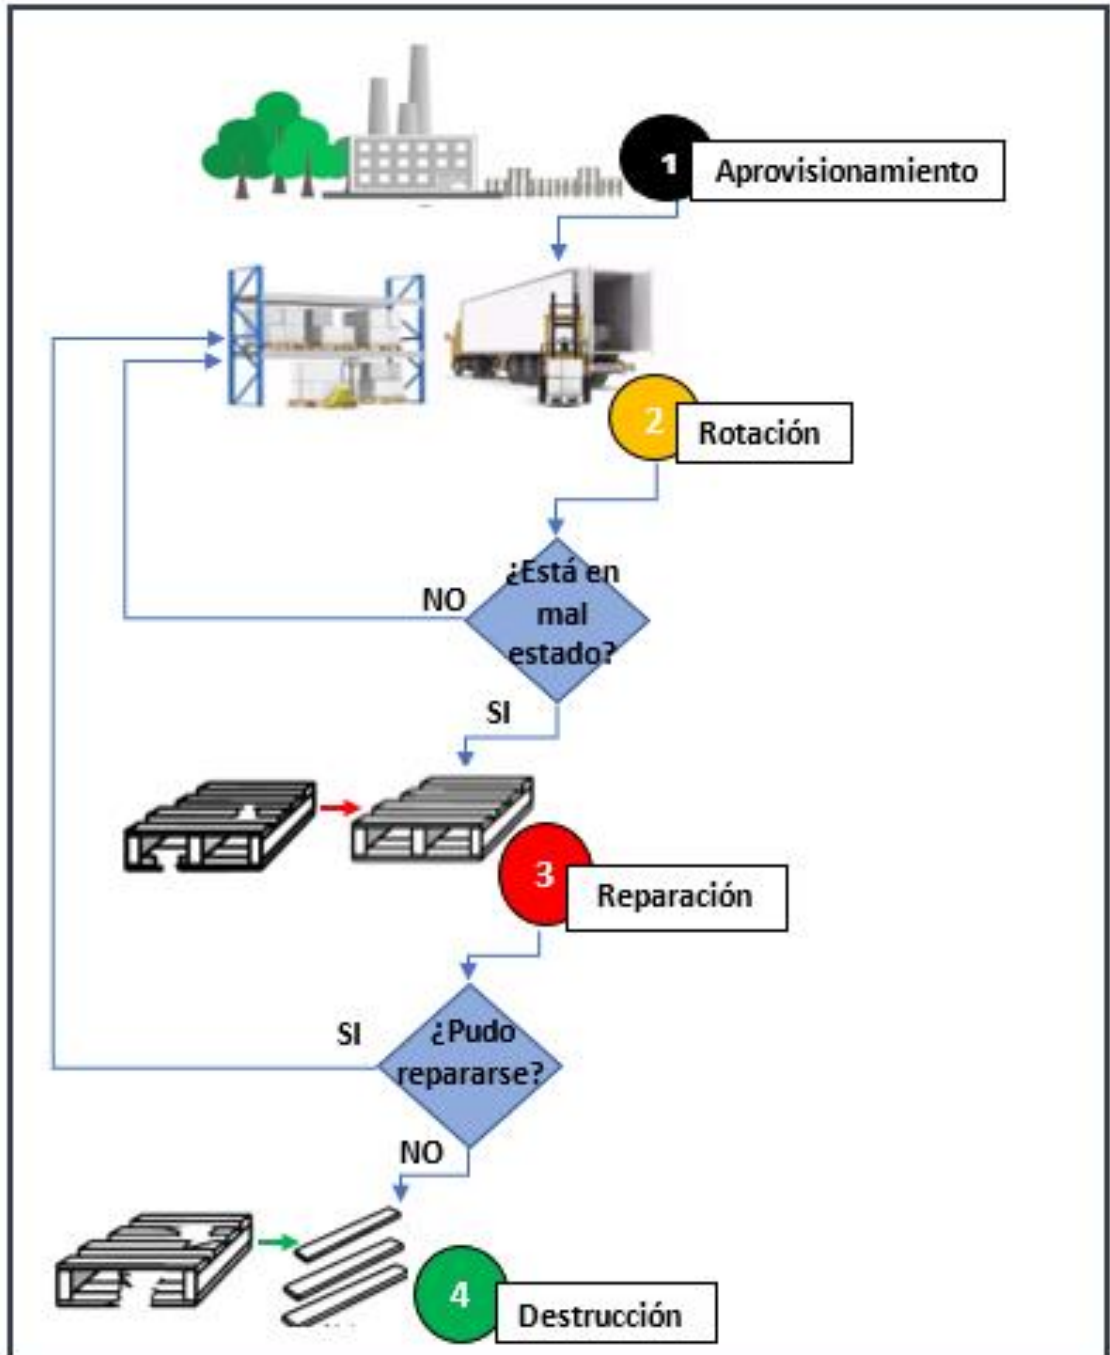 1
Aprovisionamiento
2
Rotación
¿Está en
mal
estado?
NO
SI
3
Reparación
¿Pudo
repararse?
SI
NO
4
Destrucción